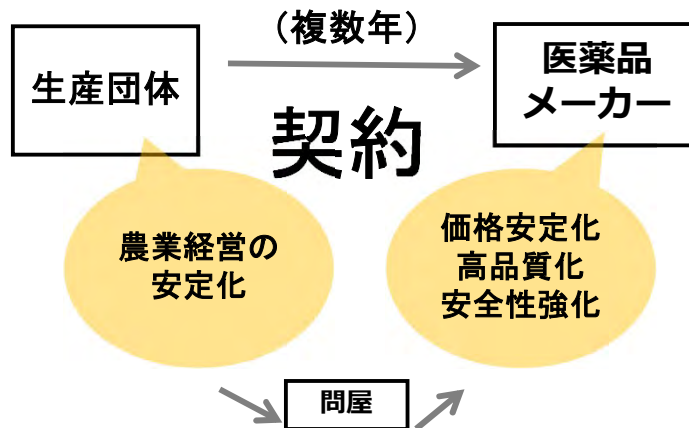 （複数年）
生産団体
医薬品
メーカー
契約
農業経営の
安定化
価格安定化
高品質化
安全性強化
問屋